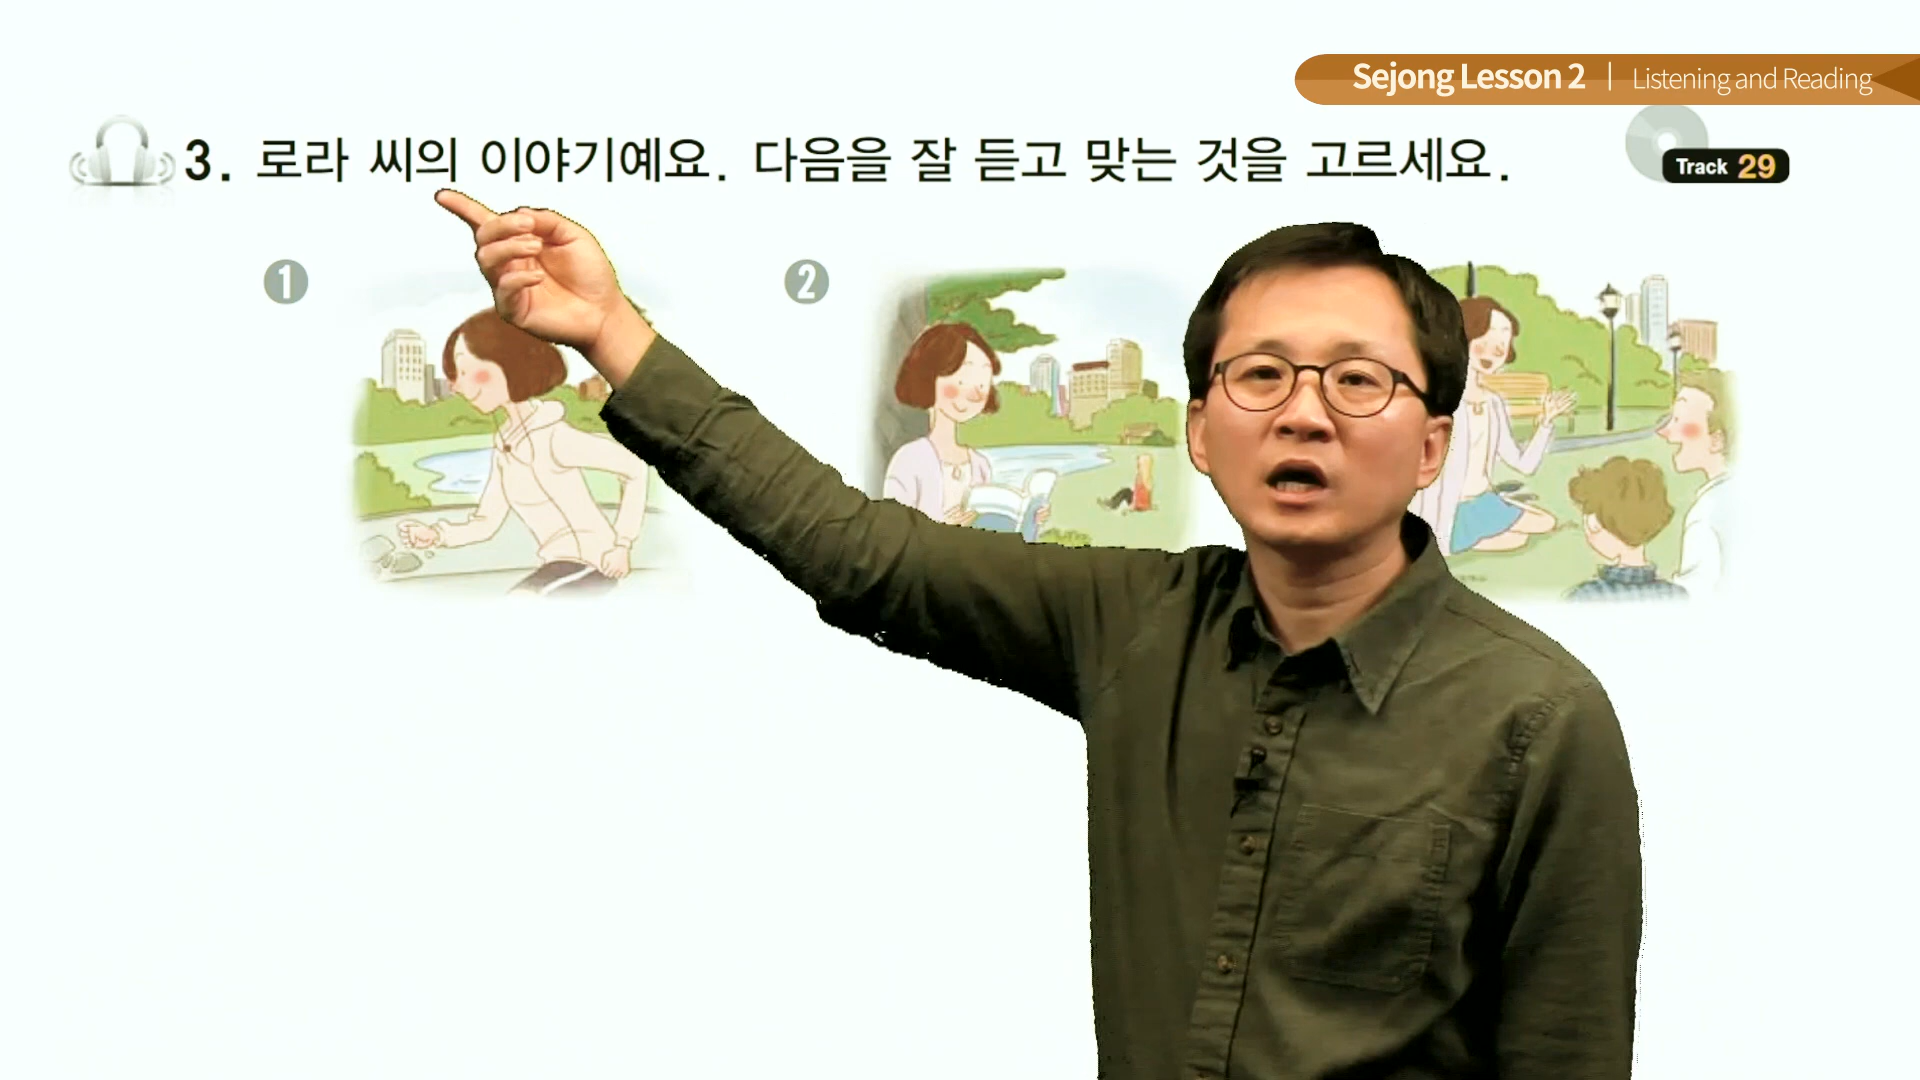 Sejong Lesson 2 | Listening and Reading
3. 로라 씨의 이야기예요. 다음을 잘 듣고 맞는 것을 고르세요.
Track 29
1
2